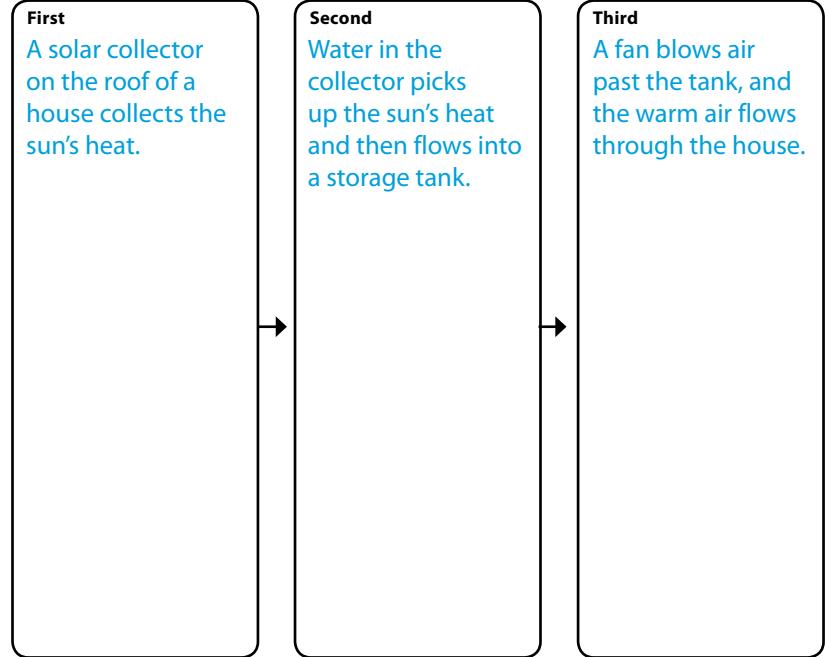 First
A solar collector
on the roof of a
house collects the
sun’s heat.
Second
Water in the
collector picks
up the sun’s heat
and then flows into
a storage tank.
Third
A fan blows air
past the tank, and
the warm air flows
through the house.